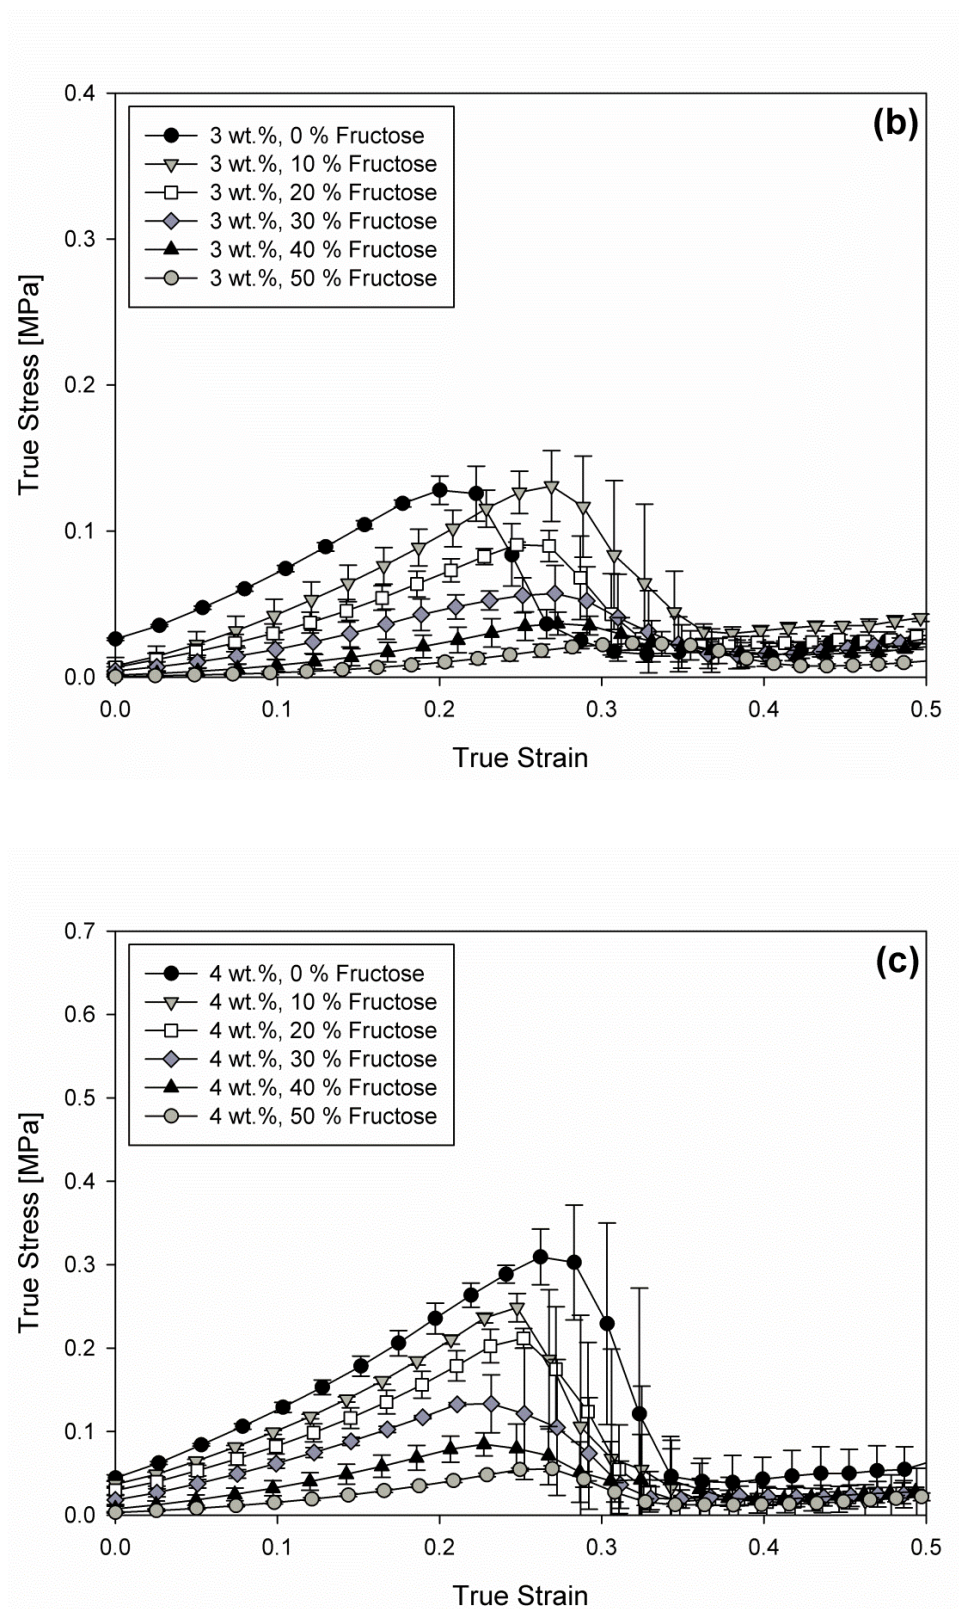 (b)
3 wt.%, 0 % Fructose
3 wt.%, 10 % Fructose
3 wt.%, 20 % Fructose
3 wt.%, 30 % Fructose
3 wt.%, 40 % Fructose
3 wt.%, 50 % Fructose
True Stress [MPa]
0.4
0.3
0.2
0.1
0.0
0.0 0.1 0.2 0.3 0.4 0.5
True Strain
(c)
4 wt.%, 0 % Fructose
4 wt.%, 10 % Fructose
4 wt.%, 20 % Fructose
4 wt.%, 30 % Fructose
4 wt.%, 40 % Fructose
4 wt.%, 50 % Fructose
True Stress [MPa]
0.7
0.6
0.5
0.4
0.3
0.2
0.1
0.0
0.0 0.1 0.2 0.3 0.4 0.5
True Strain